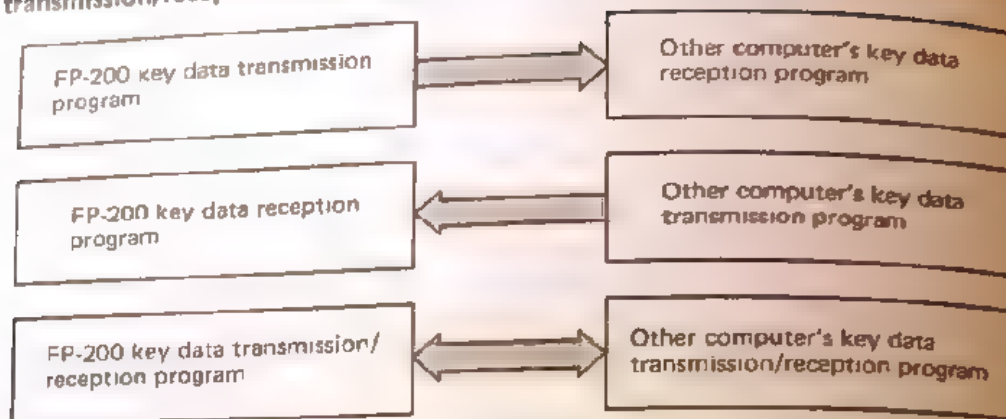 FP-200 key data transmission
program
Other computer's key data
reception program
FP-200 key data reception
program
Other computer's key data
transmission program
FP-200 key data transmission/
reception program
Other computer's key data
transmission/reception program